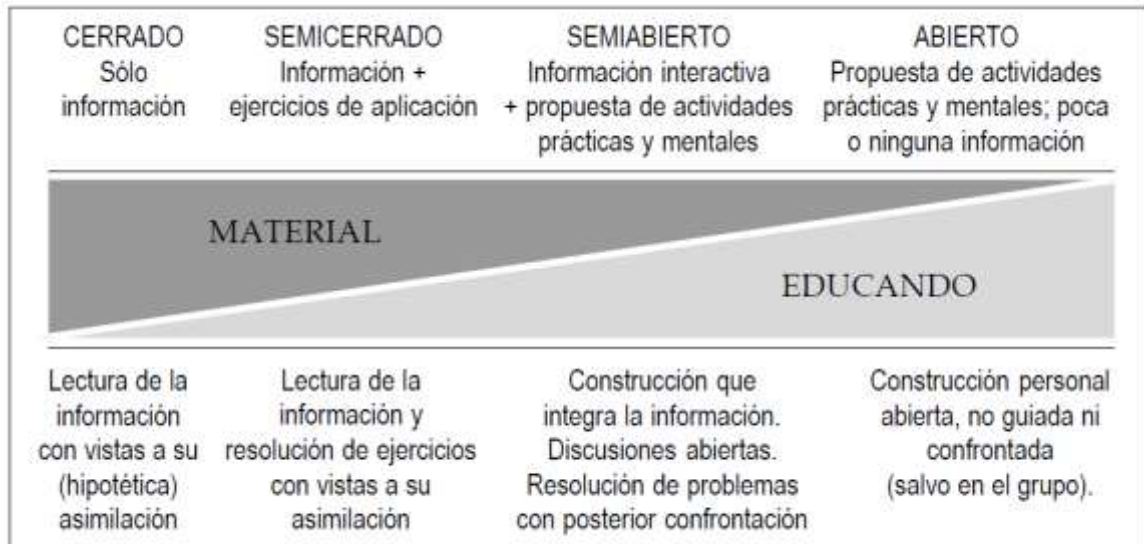 CERRADO
Sólo
información
SEMICERRADO
Información +
ejercicios de aplicación
SEMIABIERTO
Información interactiva
+ propuesta de actividades
prácticas y mentales
ABIERTO
Propuesta de actividades
prácticas y mentales; poca
o ninguna información
MATERIAL
EDUCANDO
Lectura de la
información
con vistas a su
(hipotética)
asimilación
Lectura de la
información y
resolución de ejercicios
con vistas a su
asimilación
Construcción que
integra la información.
Discusiones abiertas.
Resolución de problemas
con posterior confrontación
Construcción personal
abierta, no guiada ni
confrontada
(salvo en el grupo).